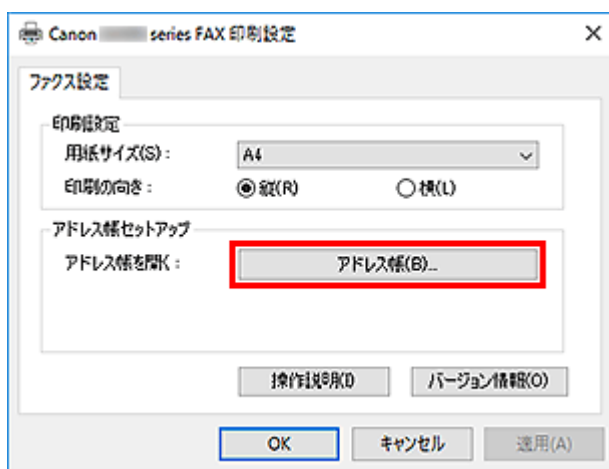 Canon series FAX 印刷設定
ファクス設定
印刷設定
用紙サイズ(S)： A4
印刷の向き： 縦(R) 横(L)
アドレス帳セットアップ
アドレス帳を開く： アドレス帳(B)...
操作説明(I) バージョン情報(O)
OK キャンセル 適用(A)